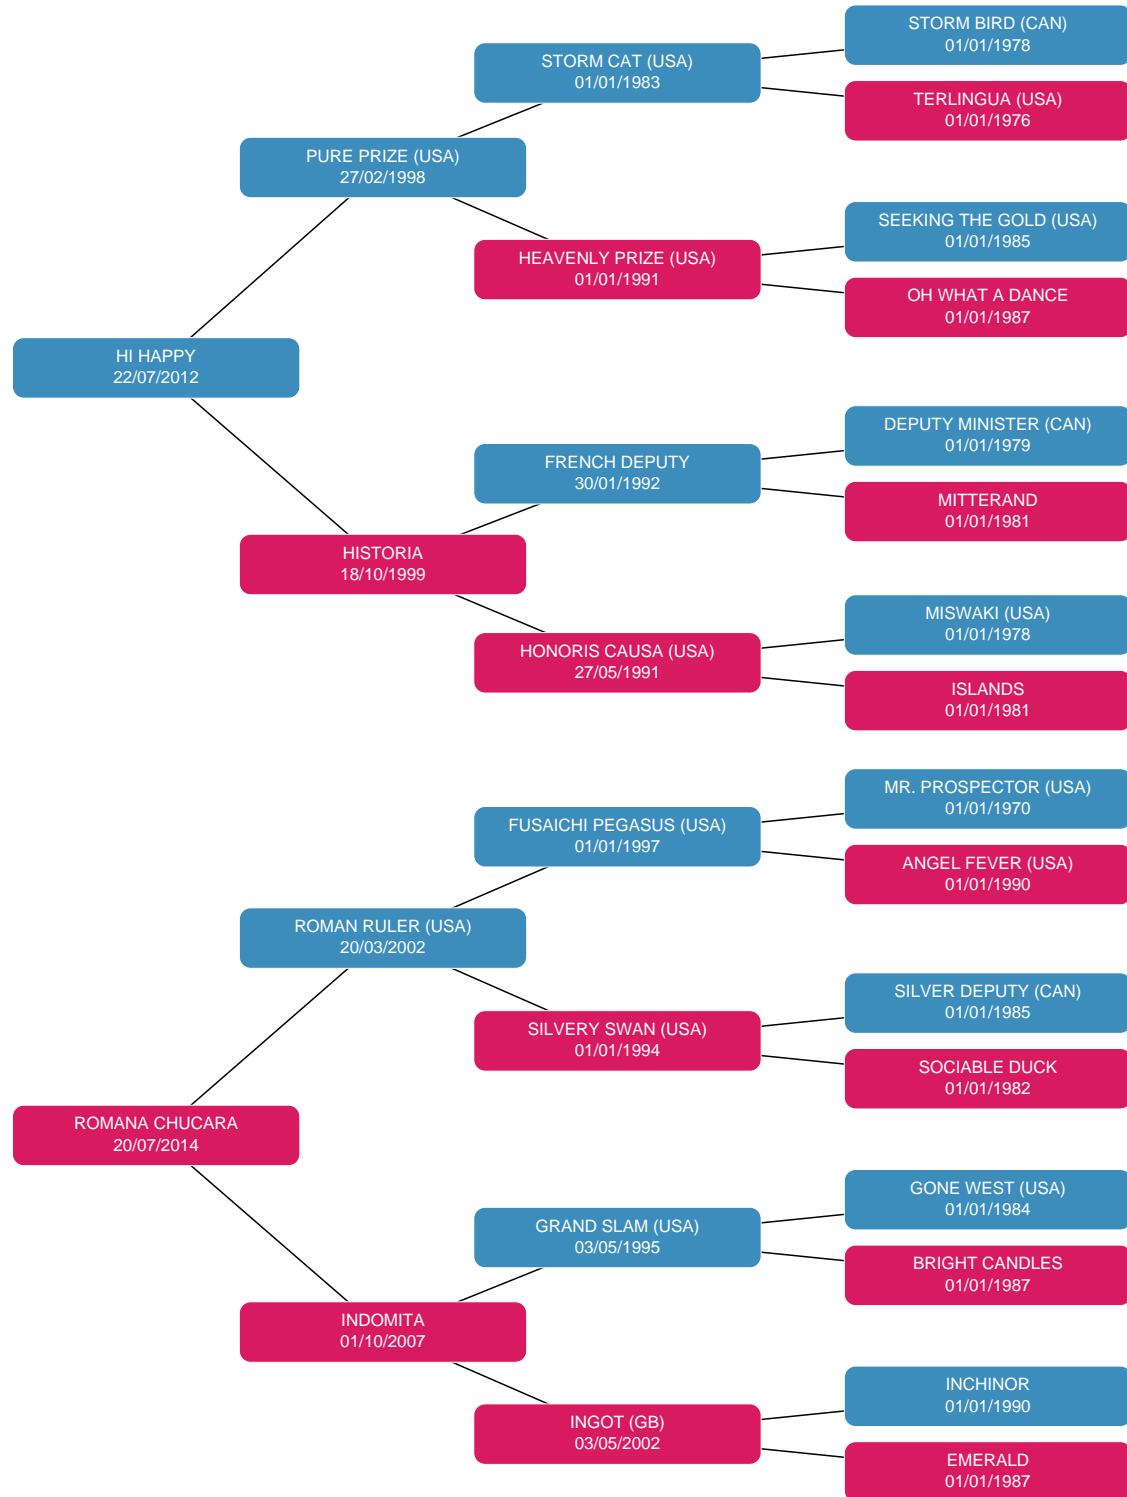 STORM BIRD (CAN)
01/01/1978
STORM CAT (USA)
01/01/1983
TERLINGUA (USA)
01/01/1976
PURE PRIZE (USA)
27/02/1998
SEEKING THE GOLD (USA)
01/01/1985
HEAVENLY PRIZE (USA)
01/01/1991
OH WHAT A DANCE
01/01/1987
HI HAPPY
22/07/2012
DEPUTY MINISTER (CAN)
01/01/1979
FRENCH DEPUTY
30/01/1992
MITTERAND
01/01/1981
HISTORIA
18/10/1999
MISWAKI (USA)
01/01/1978
HONORIS CAUSA (USA)
27/05/1991
ISLANDS
01/01/1981
MR. PROSPECTOR (USA)
01/01/1970
FUSAICHI PEGASUS (USA)
01/01/1997
ANGEL FEVER (USA)
01/01/1990
ROMAN RULER (USA)
20/03/2002
SILVER DEPUTY (CAN)
01/01/1985
SILVERY SWAN (USA)
01/01/1994
SOCIABLE DUCK
01/01/1982
ROMANA CHUCARA
20/07/2014
GONE WEST (USA)
01/01/1984
GRAND SLAM (USA)
03/05/1995
BRIGHT CANDLES
01/01/1987
INDOMITA
01/10/2007
INCHINOR
01/01/1990
INGOT (GB)
03/05/2002
EMERALD
01/01/1987